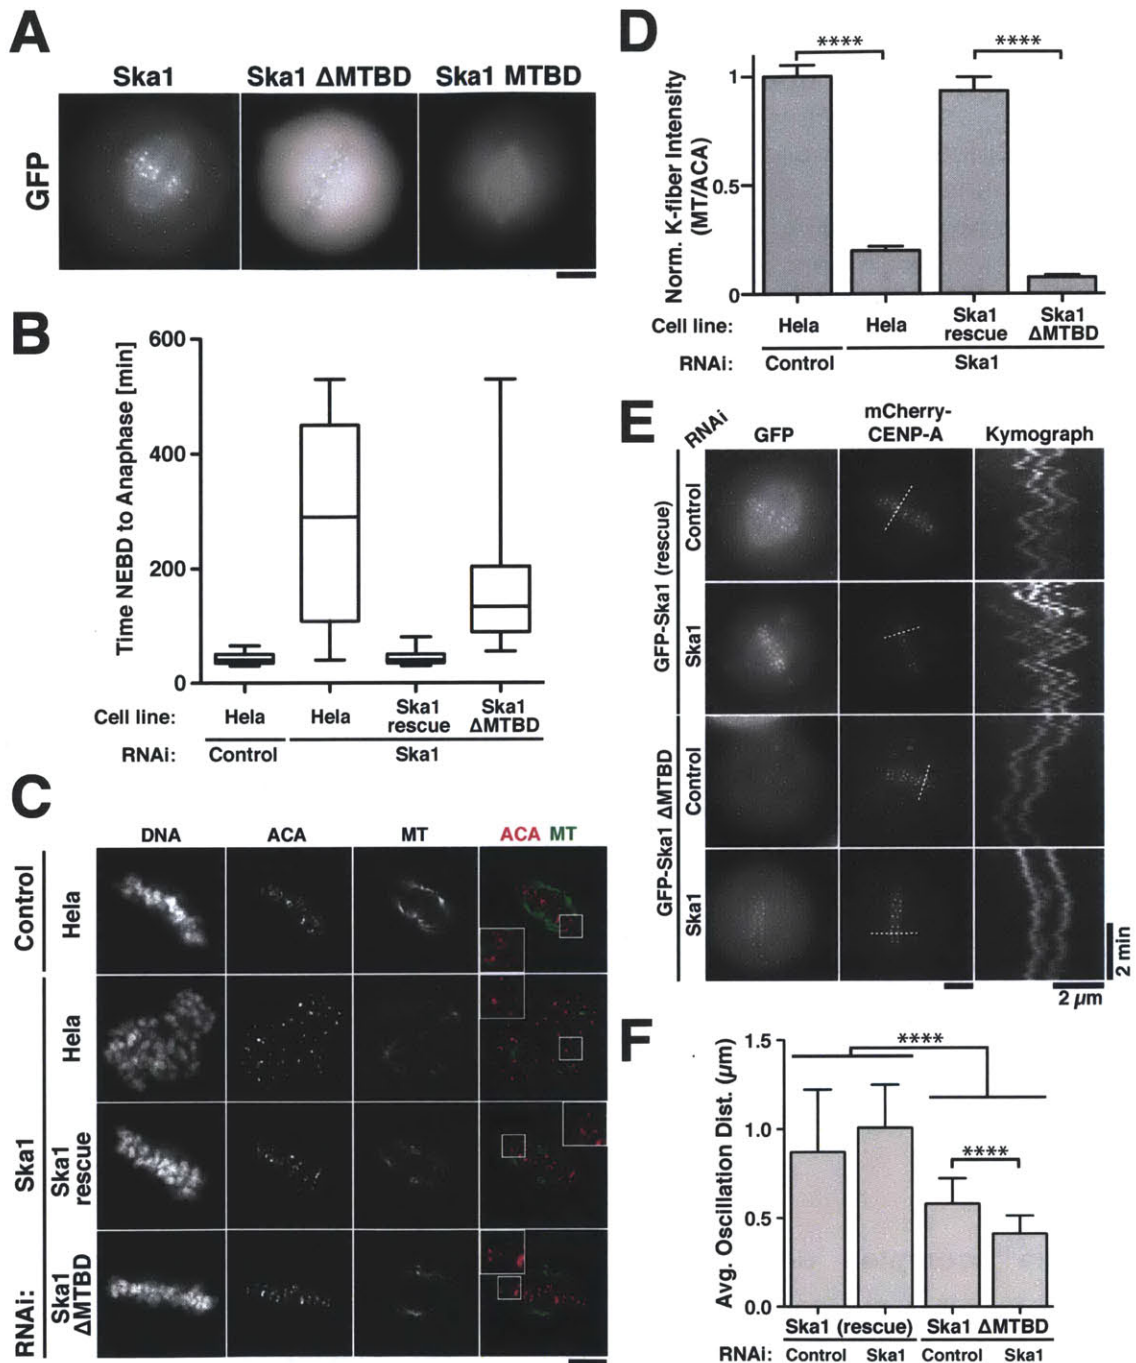 A
Ska1 Ska1 ΔMTBD Ska1 MTBD
GFP
B
Time NEBD to Anaphase [min]
600
400
200
0
Cell line: Hela Hela Ska1 rescue Ska1 ΔMTBD
RNAi: Control Ska1
C
DNA ACA MT ACA MT
Control
Hela
Ska1
Hela
Ska1 rescue
Ska1 ΔMTBD
RNAi:
D
**** ****
Norm. K-fiber Intensity
(MT/ACA)
1
0.5
0
Cell line: Hela Hela Ska1 rescue Ska1 ΔMTBD
RNAi: Control Ska1
E
RNAi GFP mCherry-
CENP-A Kymograph
GFP-Ska1 (rescue)
Control
Ska1
GFP-Ska1 ΔMTBD
Control
Ska1
2 min
2 µm
F
Avg. Oscillation Dist. (µm)
1.5
1.0
0.5
0.0
****
****
Ska1 (rescue) Ska1 ΔMTBD
RNAi: Control Ska1 Control Ska1